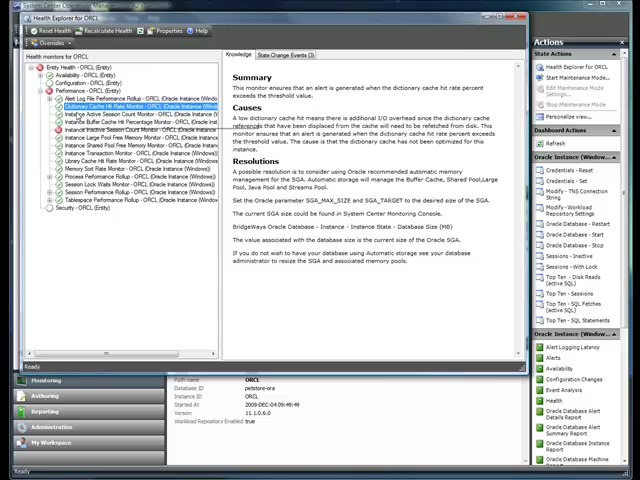 System Center Operations Ma
Health Explorer for ORCL
Reset Health Recalculate Health Properties Help
Overrides
Health monitors for ORCL
Entity Health - ORCL (Entity)
Availability - ORCL (Entity)
Configuration - ORCL (Entity)
Performance - ORCL (Entity)
Alert Log File Performance Rollup - ORCL (Oracle Instance (Wind
Dictionary Cache Hit Rate Monitor - ORCL (Oracle Instance (Wind
Instance Active Session Count Monitor - ORCL (Oracle Instance (W
Instance Buffer Cache Hit Percentage Monitor - ORCL (Oracle Inst
Instance Inactive Session Count Monitor - ORCL (Oracle Instance
Instance Large Pool Free Memory Monitor - ORCL (Oracle Instanc
Instance Shared Pool Free Memory Monitor - ORCL (Oracle Instan
Instance Transaction Monitor - ORCL (Oracle Instance (Windows)
Library Cache Hit Rate Monitor - ORCL (Oracle Instance (Windows
Memory Sort Rate Monitor - ORCL (Oracle Instance (Windows))
Process Performance Rollup - ORCL (Oracle Instance (Windows))
Session Lock Waits Monitor - ORCL (Oracle Instance (Windows))
Session Performance Rollup - ORCL (Oracle Instance (Windows))
Tablespace Performance Rollup - ORCL (Oracle Instance (Window
Security - ORCL (Entity)
Knowledge State Change Events (3)
Summary
This monitor ensures that an alert is generated when the dictionary cache hit rate percent
exceeds the threshold value.
Causes
A low dictionary cache hit means there is additional I/O overhead since the dictionary cache
references that have been displaced from the cache will need to be refetched from disk. This
monitor ensures that an alert is generated when the dictionary cache hit rate percent exceeds
the threshold value. The cause is that the dictionary cache has not been optimized for this
instance.
Resolutions
A possible resolution is to consider using Oracle recommended automatic memory
management for the SGA. Automatic storage will manage the Buffer Cache, Shared Pool,Large
Pool, Java Pool and Streams Pool.
Set the Oracle parameter SGA_MAX_SIZE and SGA_TARGET to the desired size of the SGA.
The current SGA size could be found in System Center Monitoring Console.
BridgeWays Oracle Database - Instance - Instance State - Database Size (MB)
The value associated with the database size is the current size of the Oracle SGA.
If you do not wish to have your database using Automatic storage see your database
administrator to resize the SGA and associated memory pools.
Ready
Monitoring
Authoring
Reporting
Administration
My Workspace
Ready
Path name ORCL
Database ID petstore-ora
Started At 2009-DEC-04 09:49:49
Version 11.1.0.6.0
Workload Repository Enabled true
Actions
State Actions
Health Explorer for ORCL
Start Maintenance Mode...
Edit Maintenance Mode Settings...
Stop Maintenance Mode
Personalize view...
Dashboard Actions
Refresh
Oracle Instance (Window...
Credentials - Reset
Credentials - Set
Modify - TNS Connection
String
Modify - Workload
Repository Settings
Oracle Database - Restart
Oracle Database - Start
Oracle Database - Stop
Sessions - Inactive
Sessions - With Lock
Top Ten - Disk Reads
(active SQL)
Top Ten - Sessions
Top Ten - SQL Fetches
(active SQL)
Top Ten - SQL Statements
Oracle Instance (Window...
Alert Logging Latency
Alerts
Availability
Configuration Changes
Event Analysis
Health
Oracle Database Alert
Details Report
Oracle Database Alert
Summary Report
Oracle Database Instance
Report
Oracle Database Machine